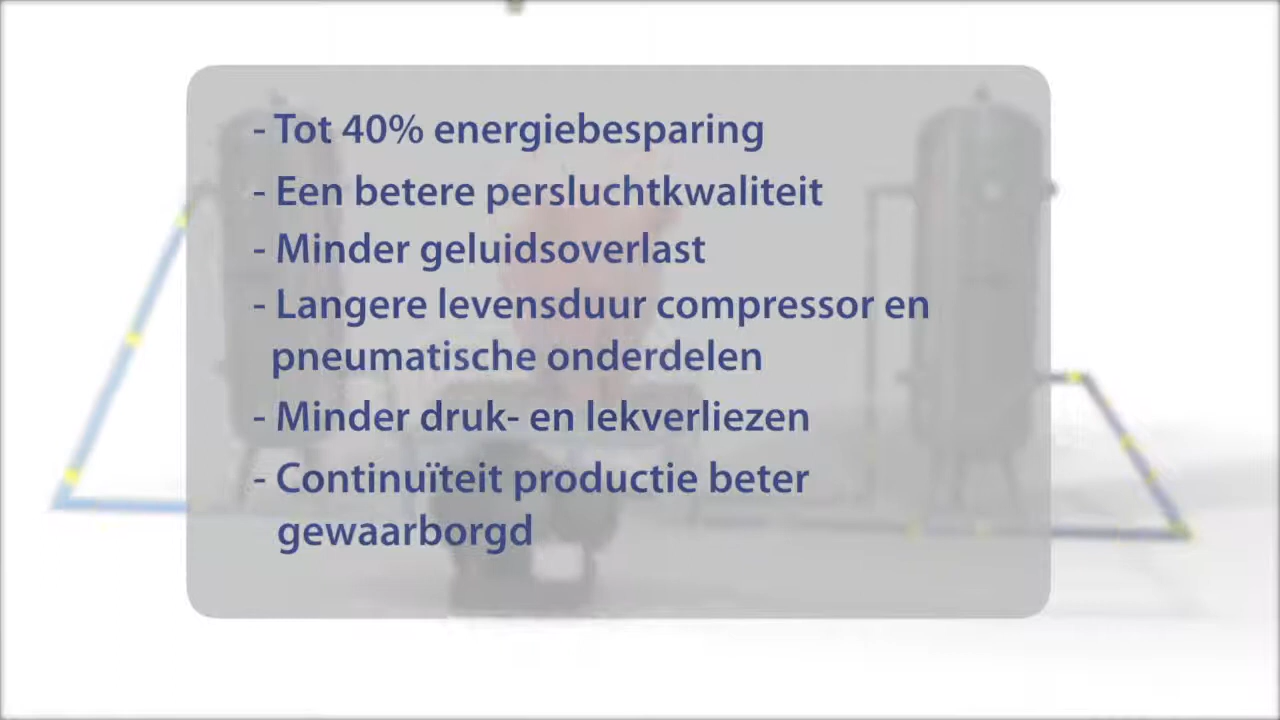 - Tot 40% energiebesparing
- Een betere persluchtkwaliteit
- Minder geluidsoverlast
- Langere levensduur compressor en
pneumatische onderdelen
- Minder druk- en lekverliezen
- Continuïteit productie beter
gewaarborgd